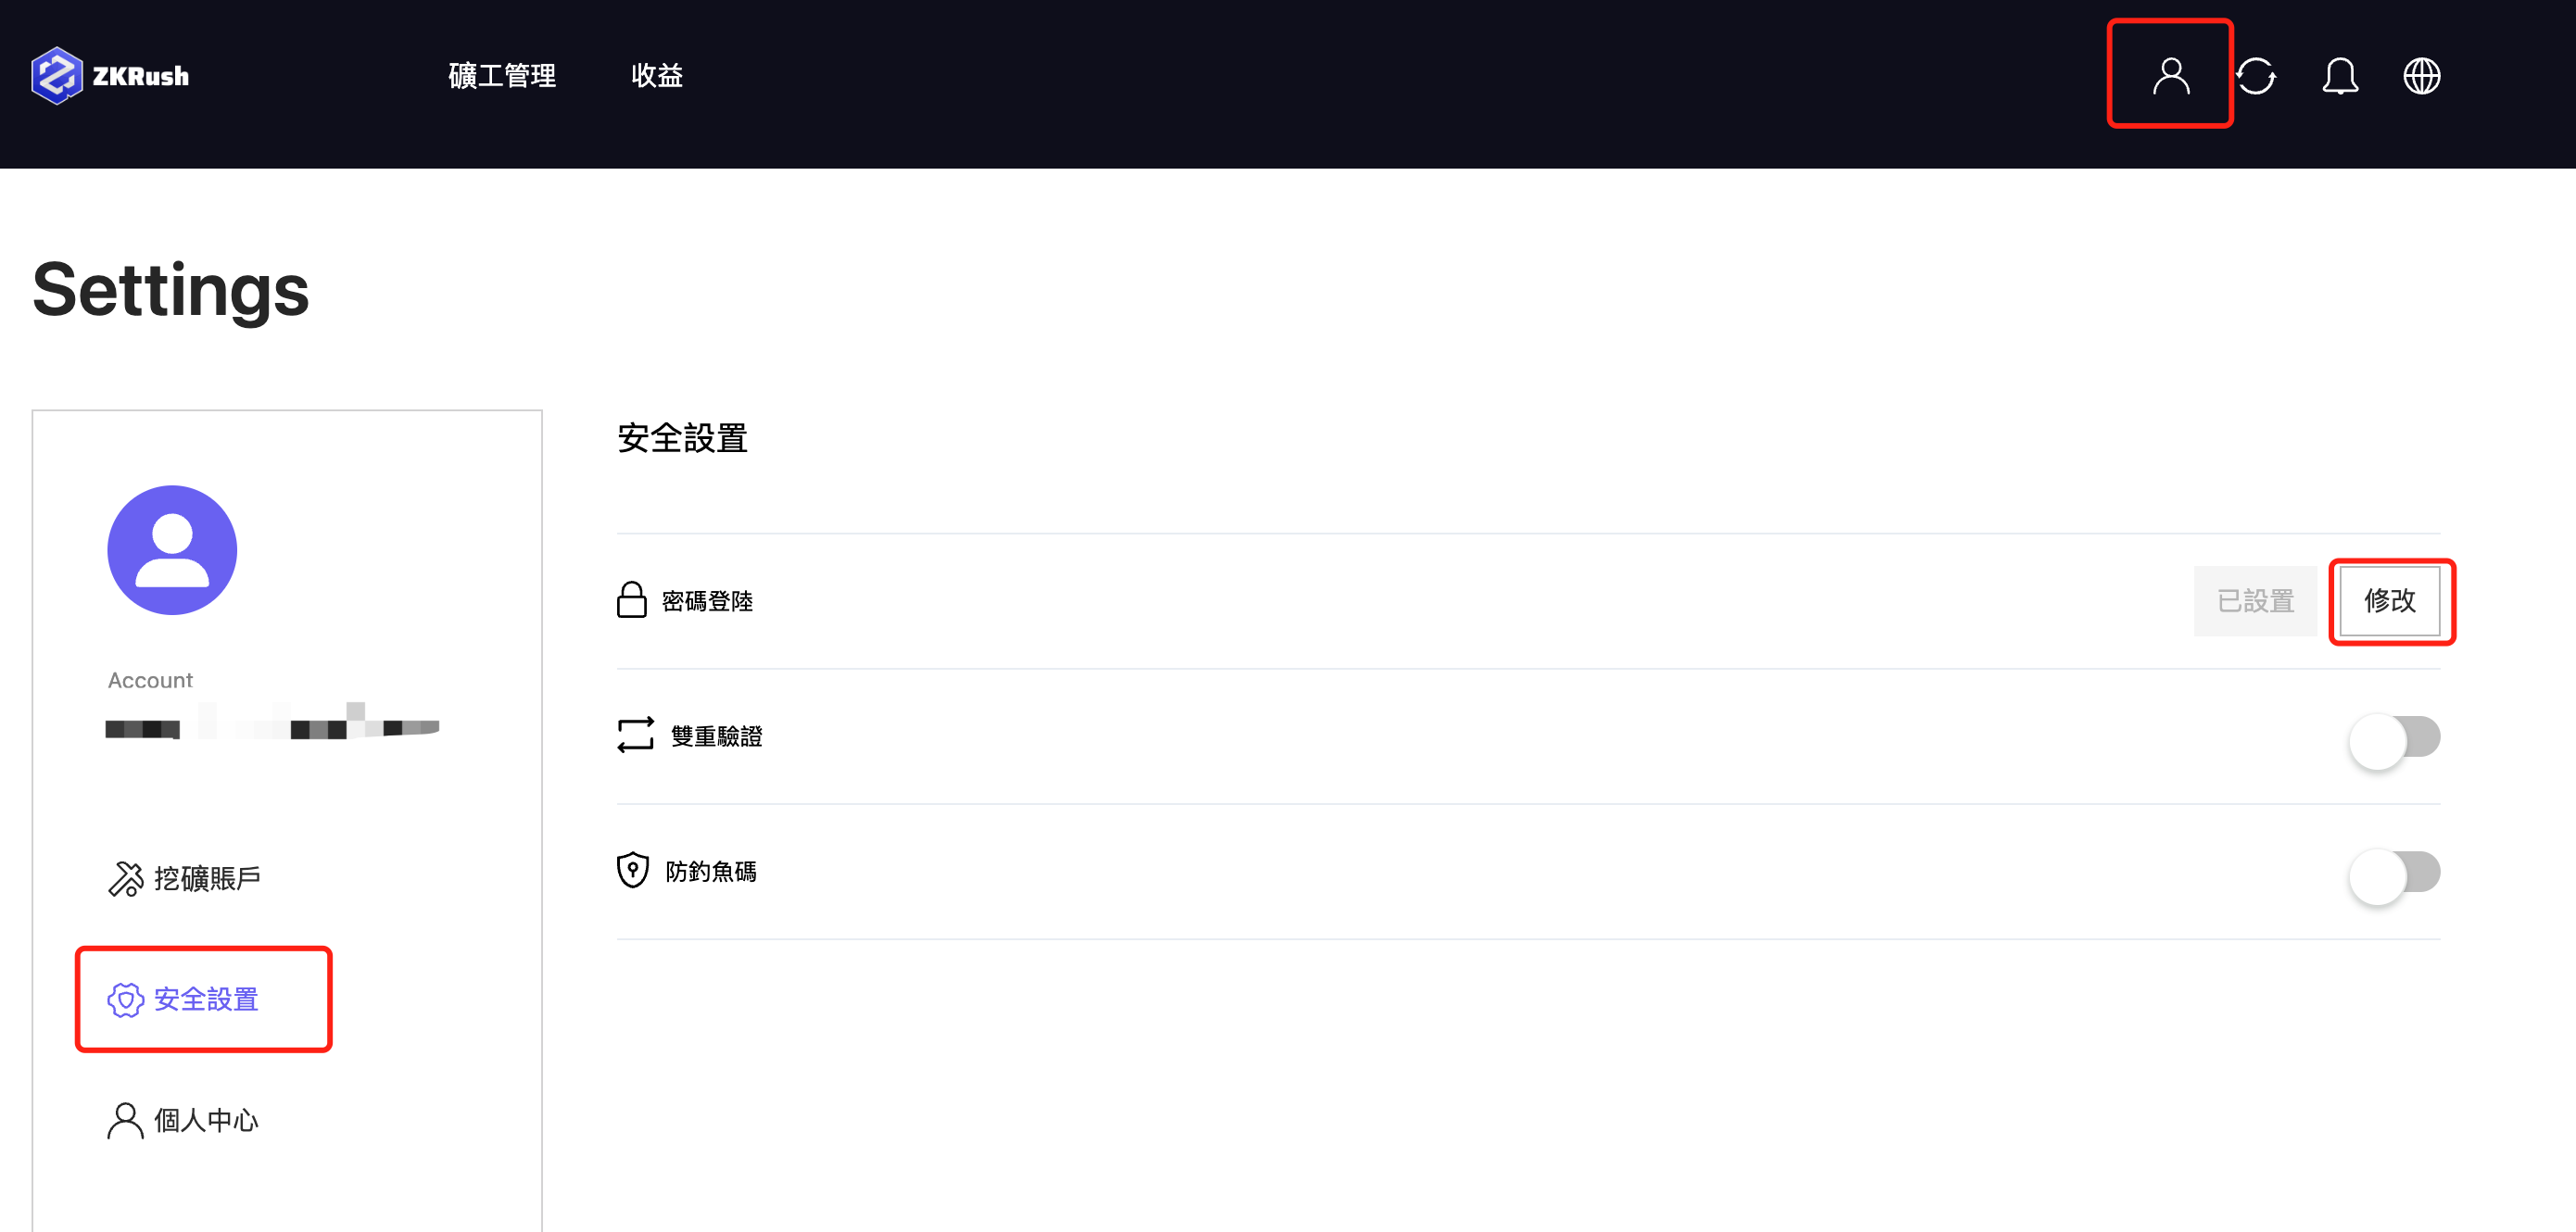 ZKRush
礦工管理
收益
Settings
Account
挖礦賬戶
安全設置
個人中心
安全設置
密碼登陸
已設置
修改
雙重驗證
防釣魚碼